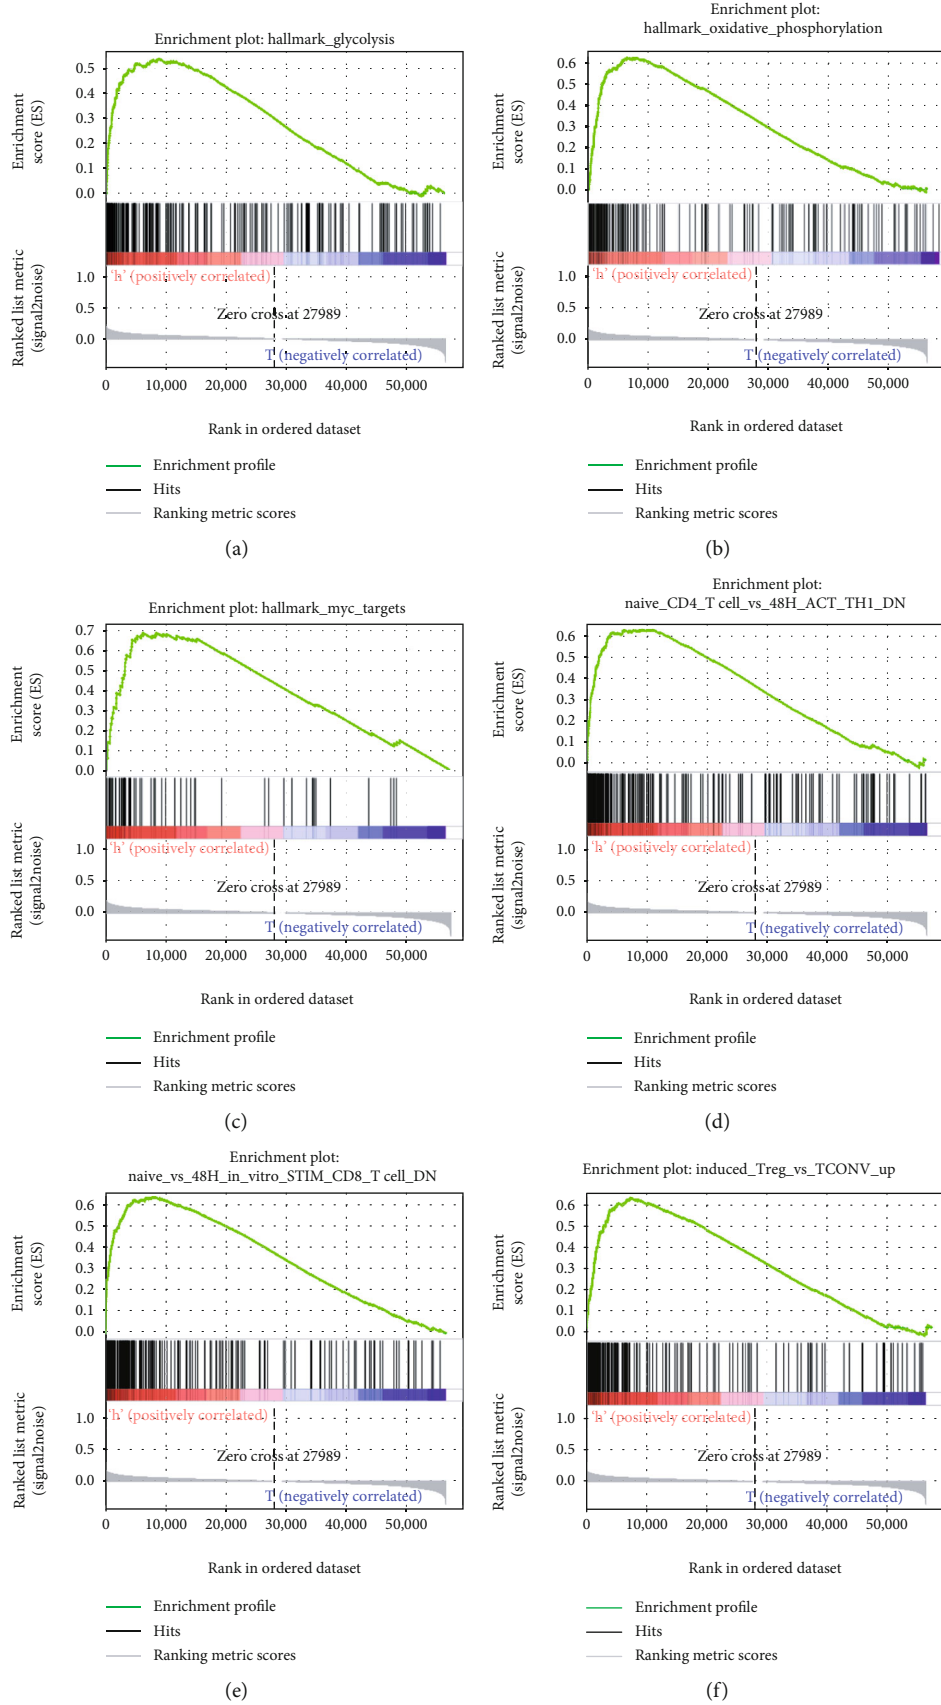 Enrichment plot: hallmark_glycolysis
Enrichment
score (ES)
0.5
0.4
0.3
0.2
0.1
0.0
Ranked list metric
(signal2noise)
1.0
0.5
0.0
'h' (positively correlated)
Zero cross at 27989
(negatively correlated)
0 10,000 20,000 30,000 40,000 50,000
Rank in ordered dataset
Enrichment profile
Hits
Ranking metric scores
(a)
Enrichment plot:
hallmark_oxidative_phosphorylation
Enrichment
score (ES)
0.6
0.5
0.4
0.3
0.2
0.1
0.0
Ranked list metric
(signal2noise)
1.0
0.5
0.0
'h' (positively correlated)
Zero cross at 27989
(negatively correlated)
0 10,000 20,000 30,000 40,000 50,000
Rank in ordered dataset
Enrichment profile
Hits
Ranking metric scores
(b)
Enrichment plot: hallmark_myc_targets
Enrichment
score (ES)
0.7
0.6
0.5
0.4
0.3
0.2
0.1
0.0
Ranked list metric
(signal2noise)
1.0
0.5
0.0
'h' (positively correlated)
Zero cross at 27989
(negatively correlated)
0 10,000 20,000 30,000 40,000 50,000
Rank in ordered dataset
Enrichment profile
Hits
Ranking metric scores
(c)
Enrichment plot:
naive_CD4_T cell_vs_48H_ACT_TH1_DN
Enrichment
score (ES)
0.6
0.5
0.4
0.3
0.2
0.1
0.0
Ranked list metric
(signal2noise)
1.0
0.5
0.0
'h' (positively correlated)
Zero cross at 27989
(negatively correlated)
0 10,000 20,000 30,000 40,000 50,000
Rank in ordered dataset
Enrichment profile
Hits
Ranking metric scores
(d)
Enrichment plot:
naive_vs_48H_in_vitro_STIM_CD8_T cell_DN
Enrichment
score (ES)
0.6
0.5
0.4
0.3
0.2
0.1
0.0
Ranked list metric
(signal2noise)
1.0
0.5
0.0
'h' (positively correlated)
Zero cross at 27989
(negatively correlated)
0 10,000 20,000 30,000 40,000 50,000
Rank in ordered dataset
Enrichment profile
Hits
Ranking metric scores
(e)
Enrichment plot: induced_Treg_vs_TCONV_up
Enrichment
score (ES)
0.6
0.5
0.4
0.3
0.2
0.1
0.0
Ranked list metric
(signal2noise)
1.0
0.5
0.0
'h' (positively correlated)
Zero cross at 27989
(negatively correlated)
0 10,000 20,000 30,000 40,000 50,000
Rank in ordered dataset
Enrichment profile
Hits
Ranking metric scores
(f)